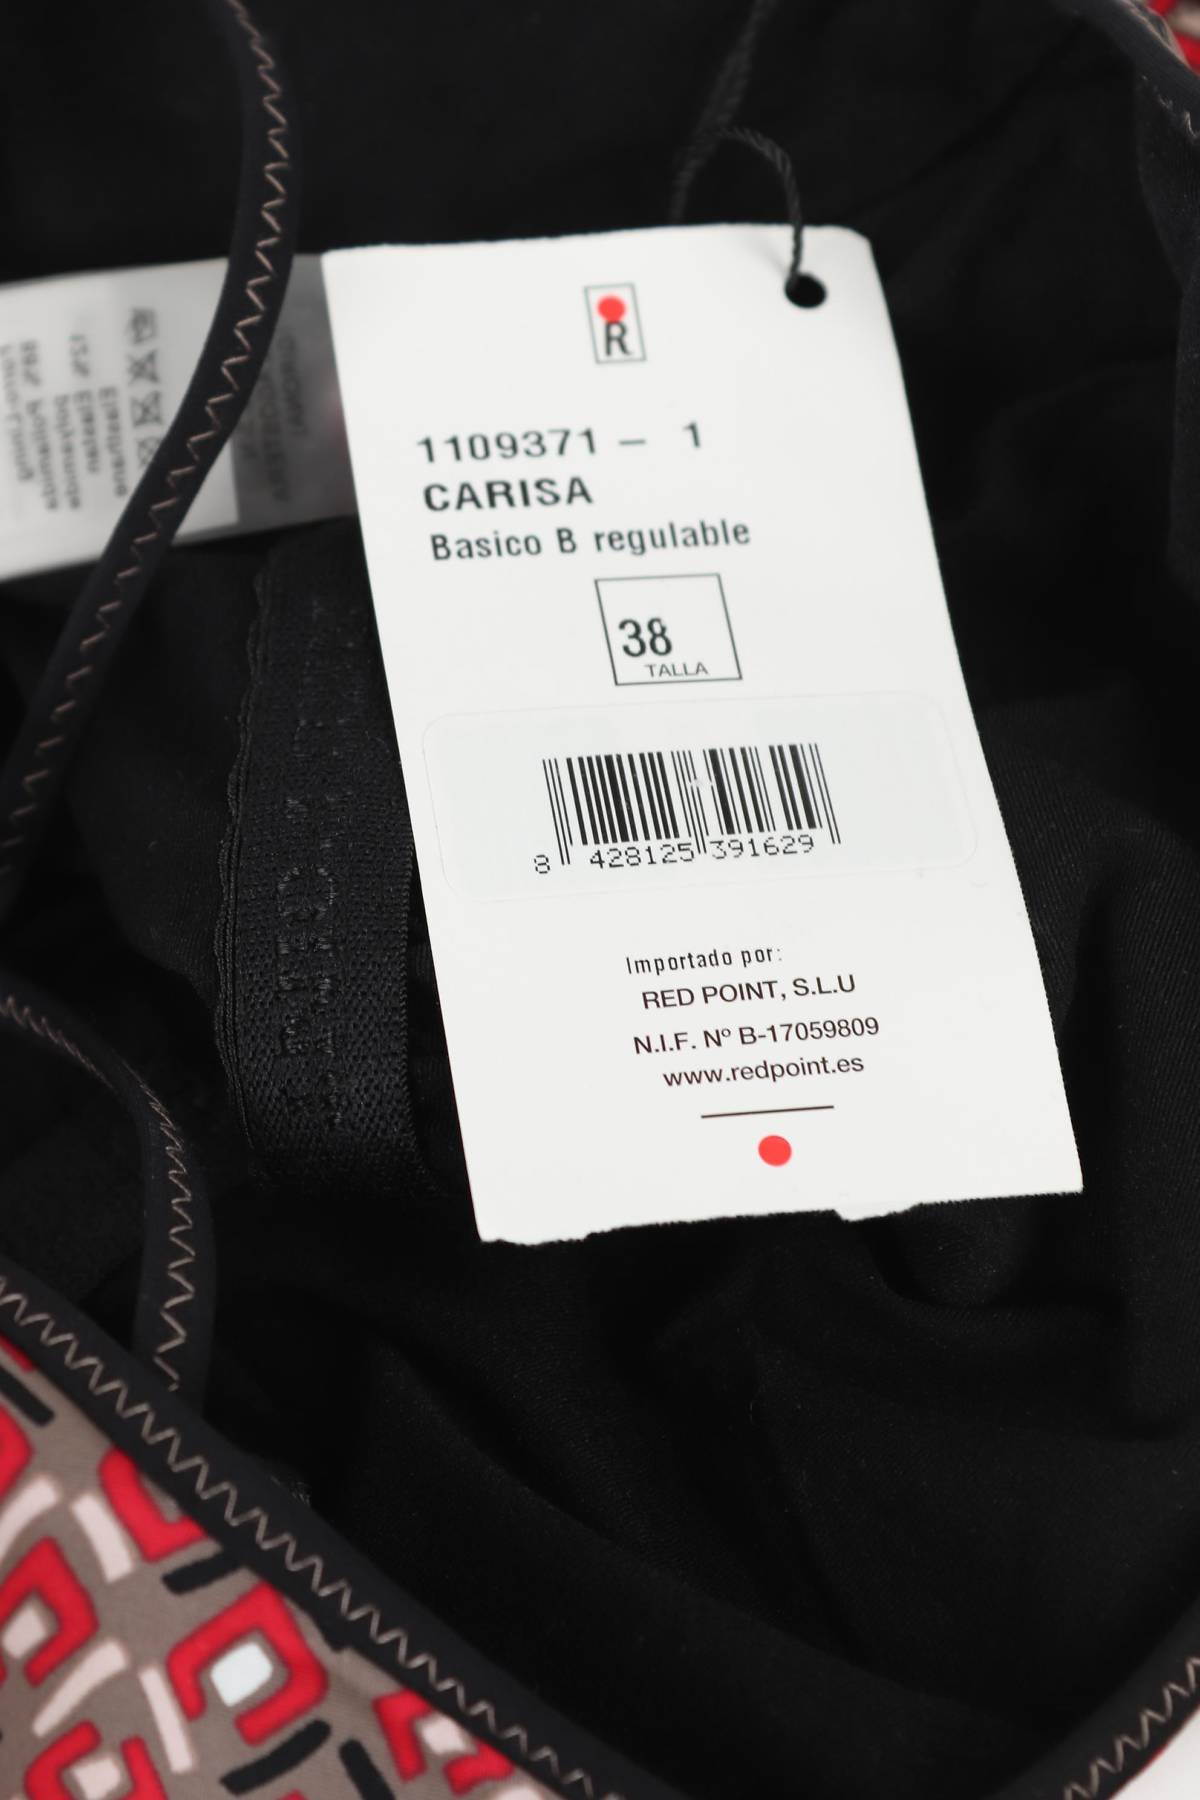 R
1109371 – 1
CARISA
Basico B regulable
38
TALLA
8 428125 391629
Importado por:
RED POINT, S.L.U
N.I.F. Nº B-17059809
www.redpoint.es